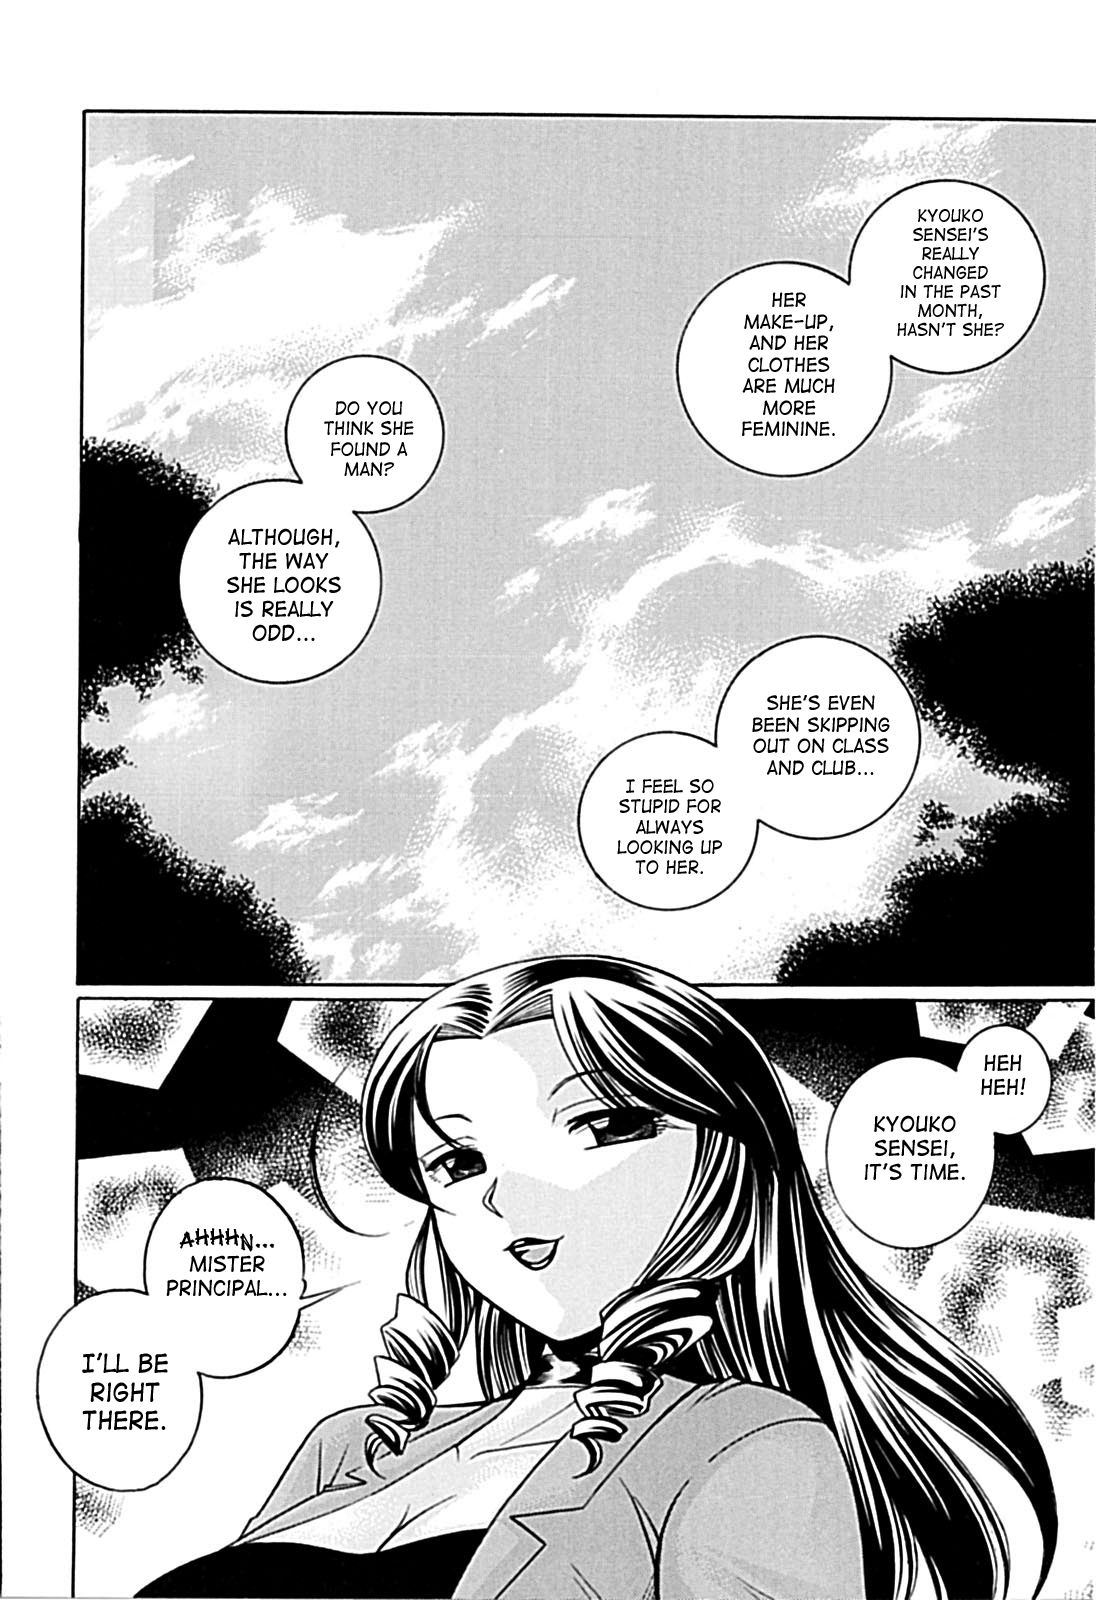 KYOUKO
SENSEI'S
REALLY
CHANGED
IN THE PAST
MONTH,
HASN'T SHE?
HER
MAKE-UP,
AND HER
CLOTHES
ARE MUCH
MORE
FEMININE.
DO YOU
THINK SHE
FOUND A
MAN?
ALTHOUGH,
THE WAY
SHE LOOKS
IS REALLY
ODD...
SHE'S EVEN
BEEN SKIPPING
OUT ON CLASS
AND CLUB...
I FEEL SO
STUPID FOR
ALWAYS
LOOKING UP
TO HER.
HEH
HEH!
KYOUKO
SENSEI,
IT'S TIME.
AHHHN...
MISTER
PRINCIPAL...
I'LL BE
RIGHT
THERE.